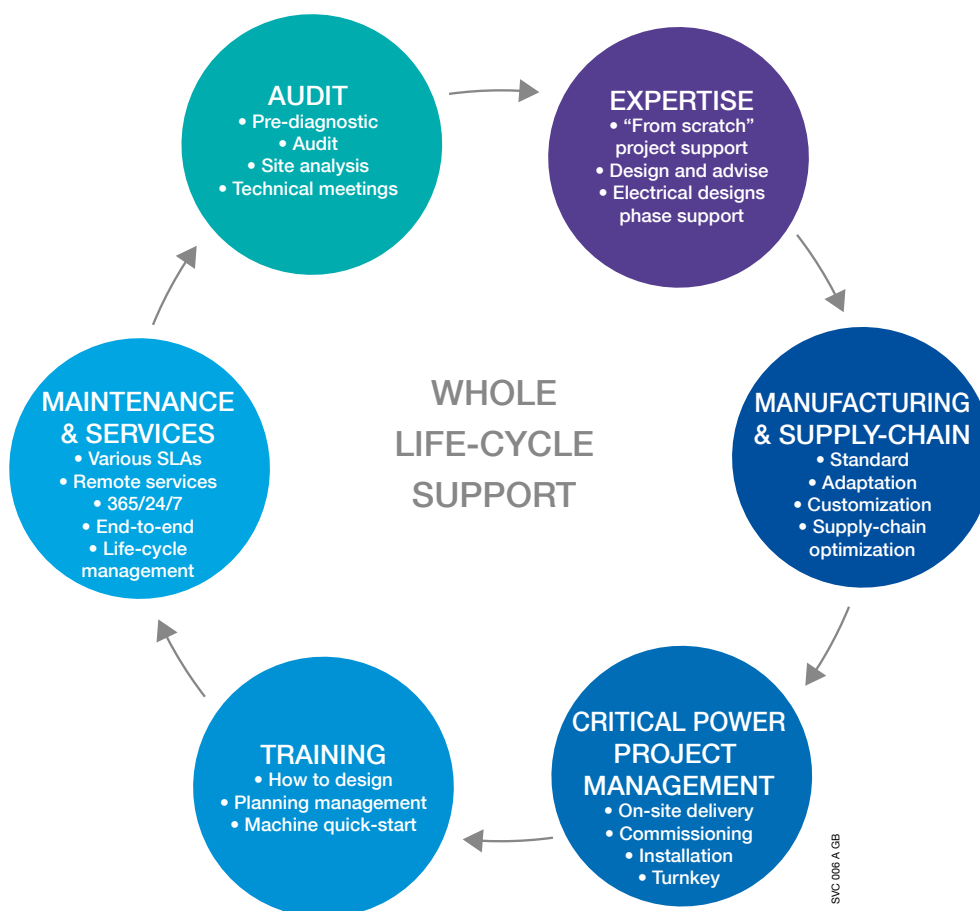 AUDIT
• Pre-diagnostic
• Audit
• Site analysis
• Technical meetings
EXPERTISE
• “From scratch”
project support
• Design and advise
• Electrical designs
phase support
MANUFACTURING
& SUPPLY-CHAIN
• Standard
• Adaptation
• Customization
• Supply-chain
optimization
CRITICAL POWER
PROJECT
MANAGEMENT
• On-site delivery
• Commissioning
• Installation
• Turnkey
TRAINING
• How to design
• Planning management
• Machine quick-start
MAINTENANCE
& SERVICES
• Various SLAs
• Remote services
• 365/24/7
• End-to-end
• Life-cycle
management
WHOLE
LIFE-CYCLE
SUPPORT
SVC 006 A GB